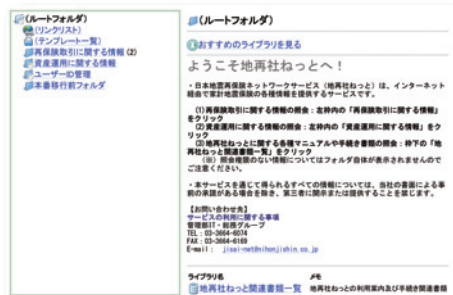 (ルートフォルダ)
(リンクリスト)
(テンプレート一覧)
再保険取引に関する情報 (2)
資産運用に関する情報
ユーザーID管理
本番移行前フォルダ
(ルートフォルダ)
おすすめのライブラリを見る
ようこそ地再社ねっとへ！
・日本地震再保険ネットワークサービス（地再社ねっと）は、インターネット
経由で家計地震保険の各種情報を提供するサービスです。
(1)再保険取引に関する情報の照会：左枠内の「再保険取引に関する情報」
をクリック
(2)資産運用に関する情報の照会：左枠内の「資産運用に関する情報」をク
リック
(3)地再社ねっとに関する各種マニュアルや手続き書類の照会：枠下の「地
再社ねっと関連書類一覧」をクリック
(※) 照会権限のない情報についてはフォルダ自体が表示されませんので
ご注意ください。
・本サービスを通じて得られるすべての情報については、当社の書面による事
前の承諾がある場合を除き、第三者に開示または提供することを禁じます。
【お問い合わせ先】
サービスの利用に関する事項
管理部IT・総務グループ
TEL：03-3664-6074
FAX：03-3664-6169
E-mail： jisai-net@nihonjishin.co.jp
ライブラリ名 メモ
地再社ねっと関連書類一覧 地再社ねっとの利用案内及び手続き関連書類